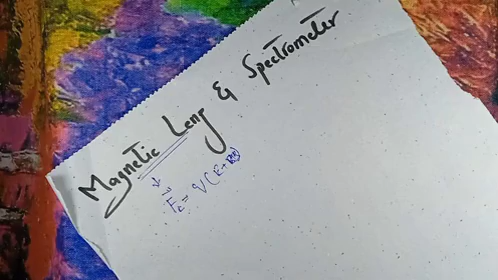 Magnetic Lens & Spectrometer
F =